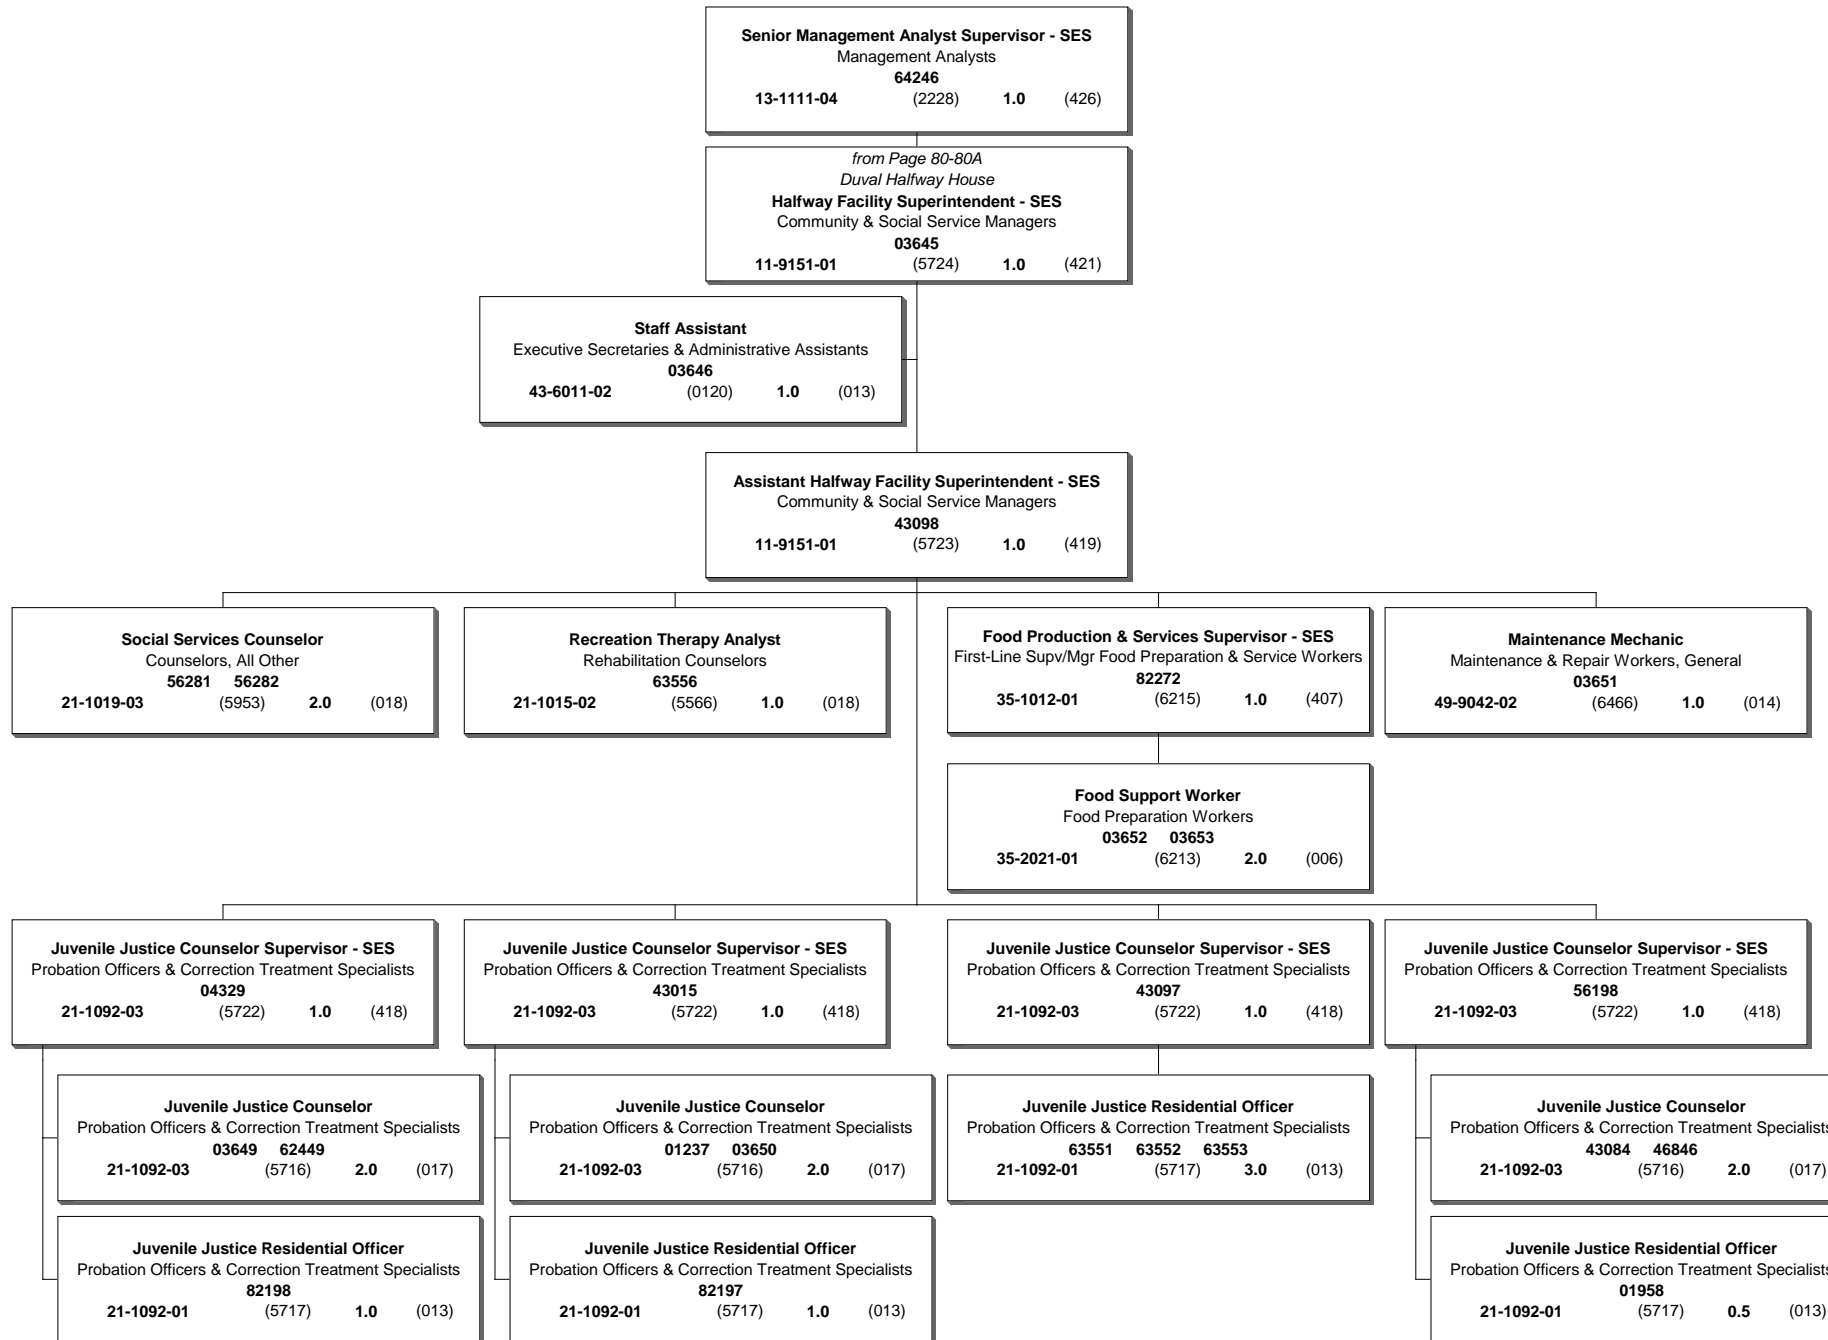 Senior Management Analyst Supervisor - SES
Management Analysts
64246
13-1111-04 (2228) 1.0 (426)
from Page 80-80A
Duval Halfway House
Halfway Facility Superintendent - SES
Community & Social Service Managers
03645
11-9151-01 (5724) 1.0 (421)
Staff Assistant
Executive Secretaries & Administrative Assistants
03646
43-6011-02 (0120) 1.0 (013)
Assistant Halfway Facility Superintendent - SES
Community & Social Service Managers
43098
11-9151-01 (5723) 1.0 (419)
Social Services Counselor
Counselors, All Other
56281 56282
21-1019-03 (5953) 2.0 (018)
Recreation Therapy Analyst
Rehabilitation Counselors
63556
21-1015-02 (5566) 1.0 (018)
Food Production & Services Supervisor - SES
First-Line Supv/Mgr Food Preparation & Service Workers
82272
35-1012-01 (6215) 1.0 (407)
Maintenance Mechanic
Maintenance & Repair Workers, General
03651
49-9042-02 (6466) 1.0 (014)
Food Support Worker
Food Preparation Workers
03652 03653
35-2021-01 (6213) 2.0 (006)
Juvenile Justice Counselor Supervisor - SES
Probation Officers & Correction Treatment Specialists
04329
21-1092-03 (5722) 1.0 (418)
Juvenile Justice Counselor Supervisor - SES
Probation Officers & Correction Treatment Specialists
43015
21-1092-03 (5722) 1.0 (418)
Juvenile Justice Counselor Supervisor - SES
Probation Officers & Correction Treatment Specialists
43097
21-1092-03 (5722) 1.0 (418)
Juvenile Justice Counselor Supervisor - SES
Probation Officers & Correction Treatment Specialists
56198
21-1092-03 (5722) 1.0 (418)
Juvenile Justice Counselor
Probation Officers & Correction Treatment Specialists
03649 62449
21-1092-03 (5716) 2.0 (017)
Juvenile Justice Counselor
Probation Officers & Correction Treatment Specialists
01237 03650
21-1092-03 (5716) 2.0 (017)
Juvenile Justice Residential Officer
Probation Officers & Correction Treatment Specialists
63551 63552 63553
21-1092-01 (5717) 3.0 (013)
Juvenile Justice Counselor
Probation Officers & Correction Treatment Specialists
43084 46846
21-1092-03 (5716) 2.0 (017)
Juvenile Justice Residential Officer
Probation Officers & Correction Treatment Specialists
82198
21-1092-01 (5717) 1.0 (013)
Juvenile Justice Residential Officer
Probation Officers & Correction Treatment Specialists
82197
21-1092-01 (5717) 1.0 (013)
Juvenile Justice Residential Officer
Probation Officers & Correction Treatment Specialists
01958
21-1092-01 (5717) 0.5 (013)